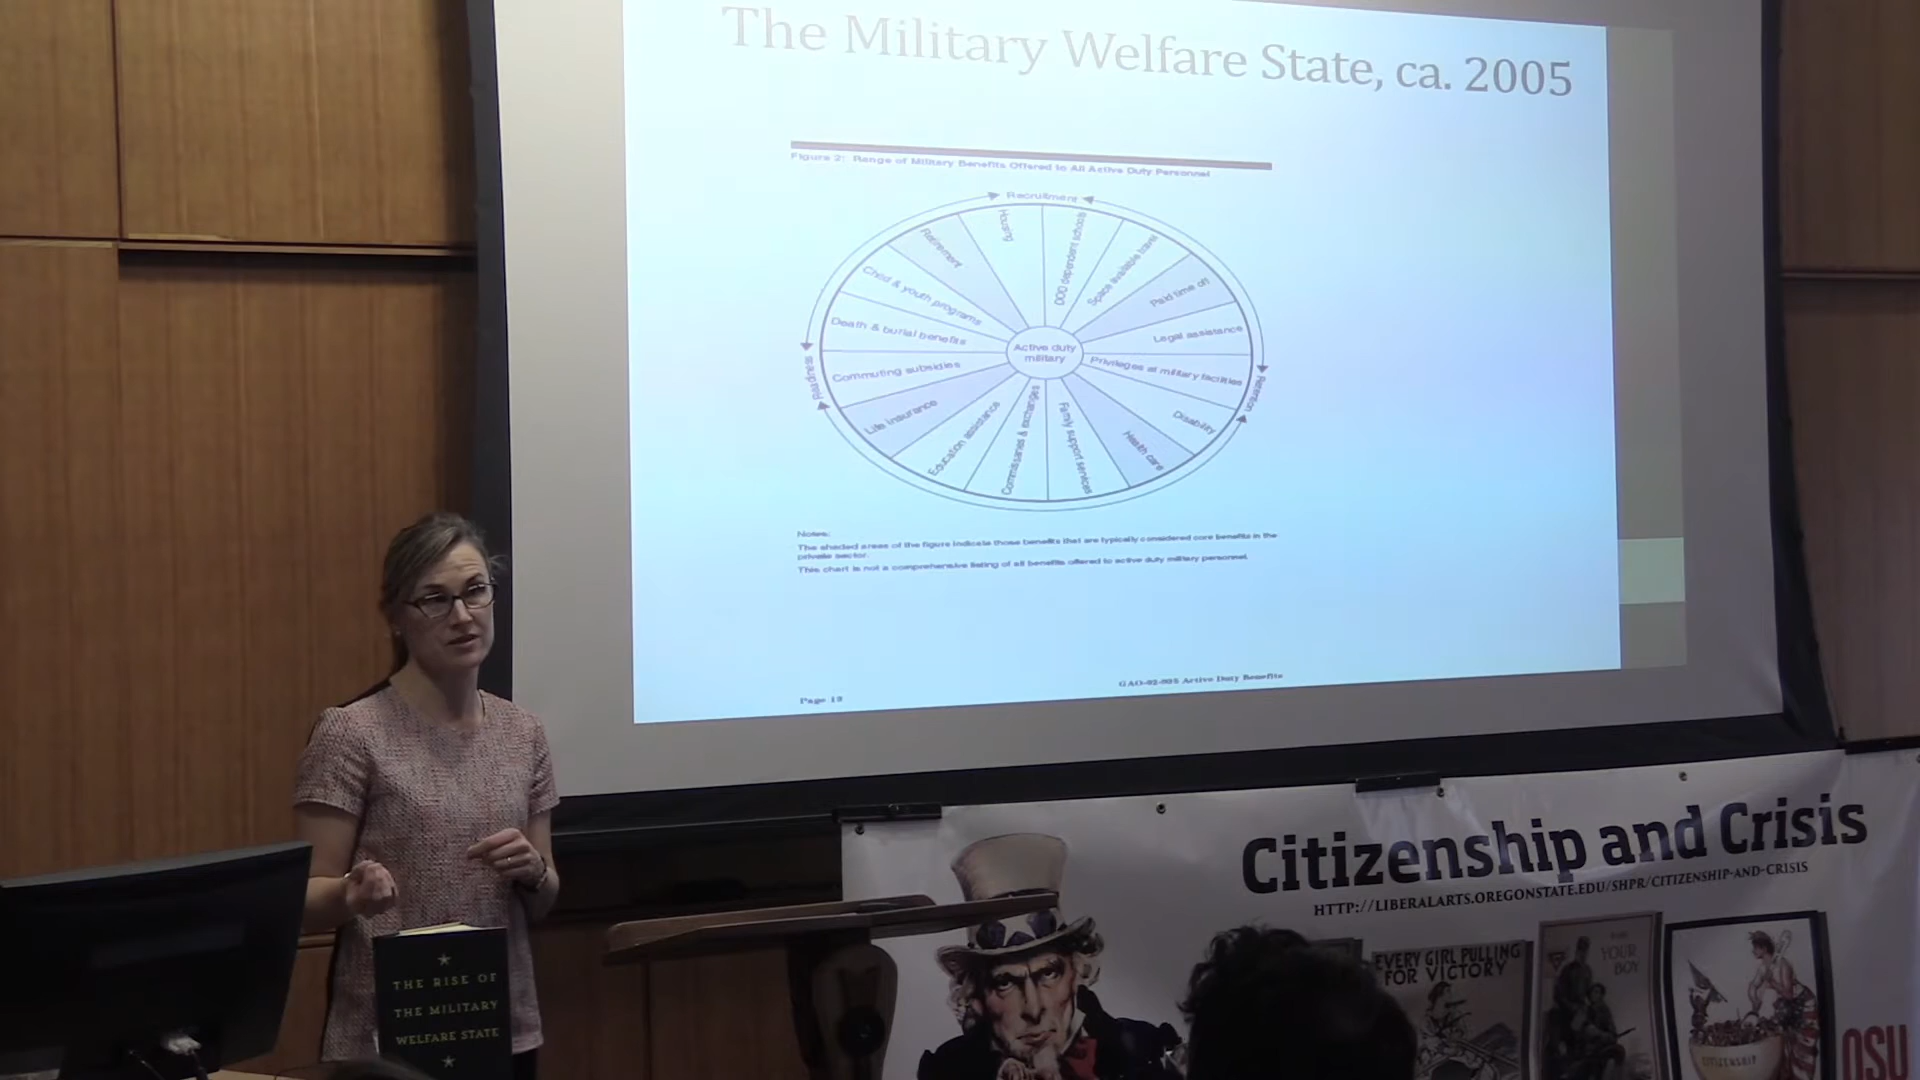 The Military Welfare State, ca. 2005
Figure 2: Range of Military Benefits Offered to All Active Duty Personnel
Recruitment
Housing
DOD dependent schools
Space available travel
Paid time off
Legal assistance
Privileges at military facilities
Disability
Health care
Family support services
Commissaries & exchanges
Education assistance
Life insurance
Commuting subsidies
Death & burial benefits
Child & youth programs
Retirement
Active duty
military
Readiness
Retention
Notes:
The shaded areas of the figure indicate those benefits that are typically considered core benefits in the
private sector.
This chart is not a comprehensive listing of all benefits offered to active duty military personnel.
Page 12
Active Duty Benefits
THE RISE OF
THE MILITARY
WELFARE STATE
Citizenship and Crisis
HTTP://LIBERALARTS.OREGONSTATE.EDU/SHPR/CITIZENSHIP-AND-CRISIS
EVERY GIRL PULLING
FOR VICTORY
YOUR
BOY
CITIZENSHIP
OSU